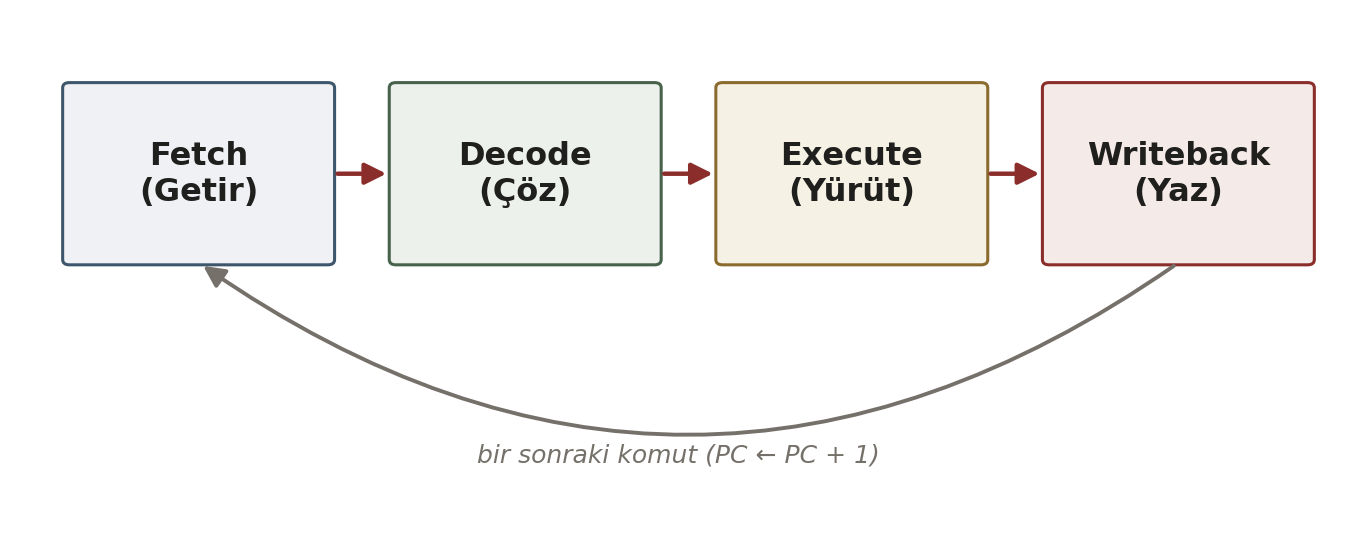 Fetch
(Getir)
Decode
(Çöz)
Execute
(Yürüt)
Writeback
(Yaz)
bir sonraki komut (PC ← PC + 1)